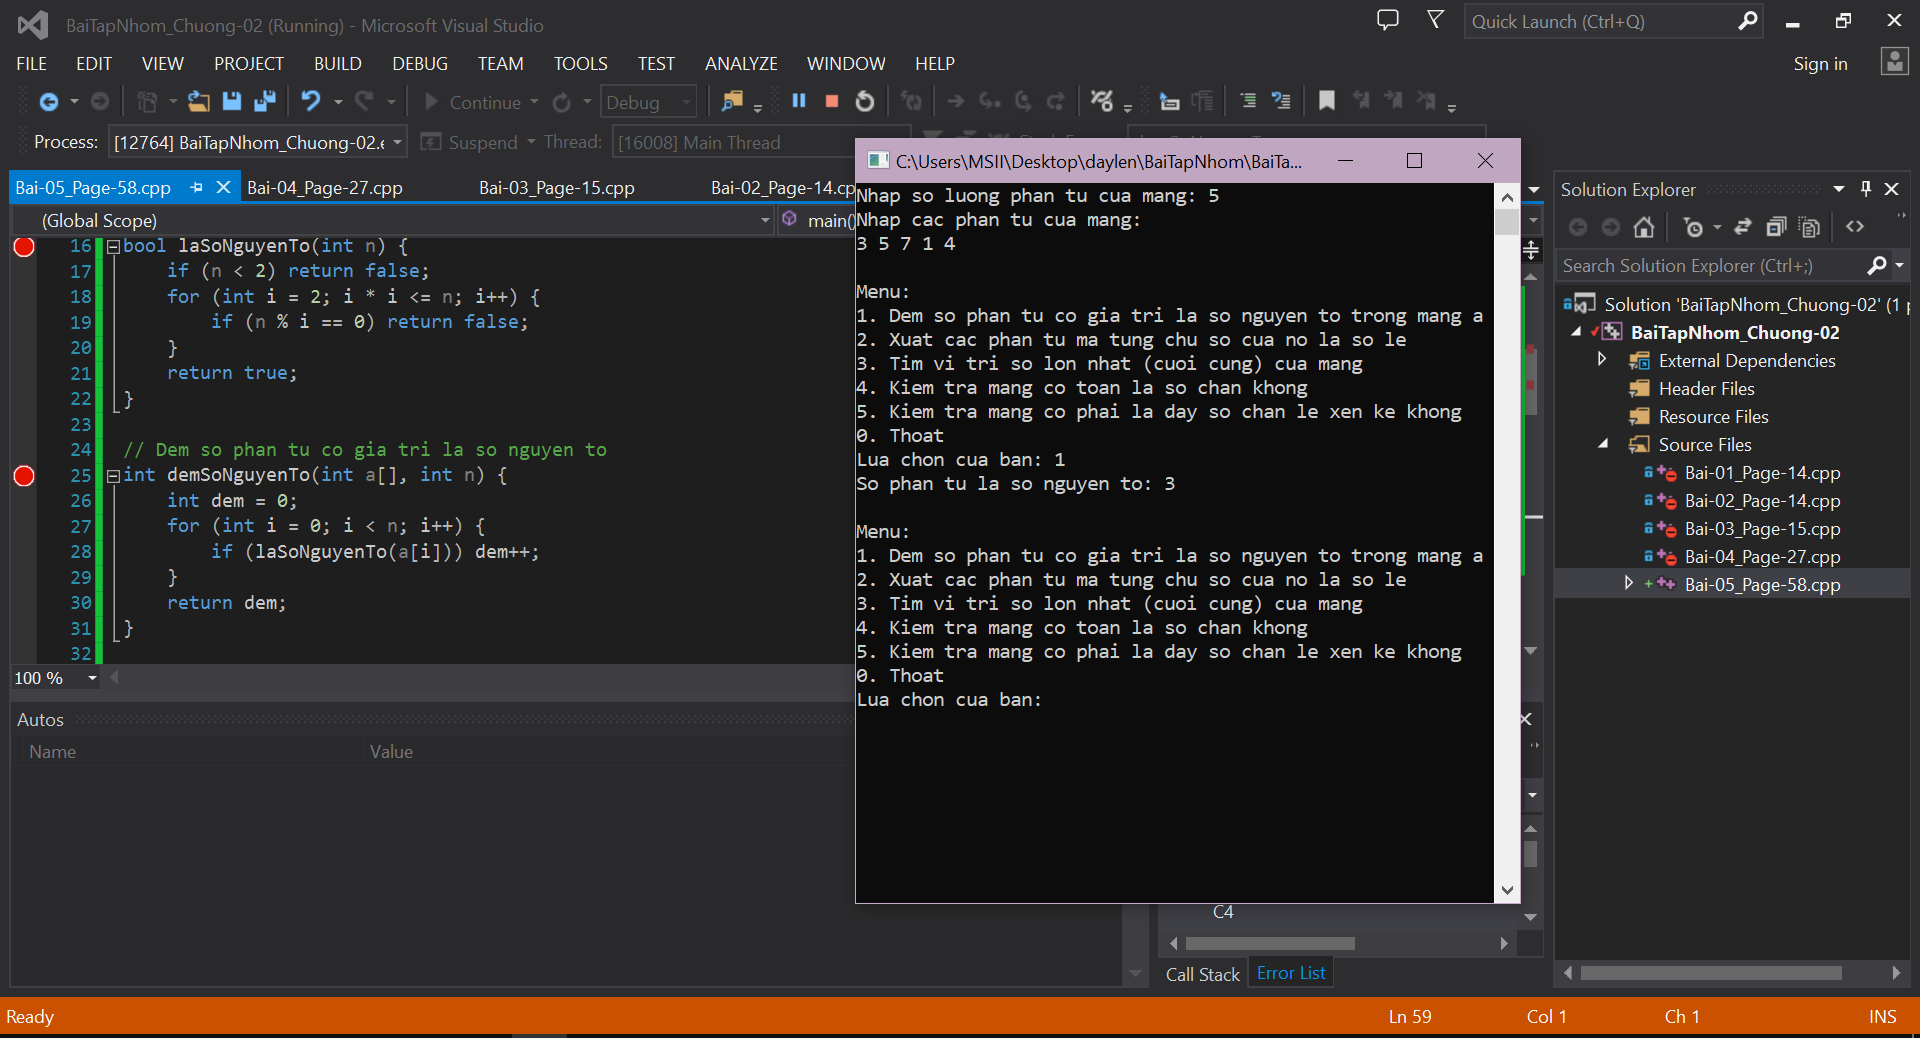 BaiTapNhom_Chuong-02 (Running) - Microsoft Visual Studio
Quick Launch (Ctrl+Q)
FILE EDIT VIEW PROJECT BUILD DEBUG TEAM TOOLS TEST ANALYZE WINDOW HELP
Sign in
Continue
Debug
Process: [12764] BaiTapNhom_Chuong-02.e
Suspend
Thread: [16008] Main Thread
Bai-05_Page-58.cpp
Bai-04_Page-27.cpp
Bai-03_Page-15.cpp
Bai-02_Page-14.cp
(Global Scope)
main()
16 bool laSoNguyenTo(int n) {
17 if (n < 2) return false;
18 for (int i = 2; i * i <= n; i++) {
19 if (n % i == 0) return false;
20 }
21 return true;
22 }
23
24 // Dem so phan tu co gia tri la so nguyen to
25 int demSoNguyenTo(int a[], int n) {
26 int dem = 0;
27 for (int i = 0; i < n; i++) {
28 if (laSoNguyenTo(a[i])) dem++;
29 }
30 return dem;
31 }
32
100 %
Autos
Name Value
C:\Users\MSII\Desktop\daylen\BaiTapNhom\BaiTa...
Nhap so luong phan tu cua mang: 5
Nhap cac phan tu cua mang:
3 5 7 1 4
Menu:
1. Dem so phan tu co gia tri la so nguyen to trong mang a
2. Xuat cac phan tu ma tung chu so cua no la so le
3. Tim vi tri so lon nhat (cuoi cung) cua mang
4. Kiem tra mang co toan la so chan khong
5. Kiem tra mang co phai la day so chan le xen ke khong
0. Thoat
Lua chon cua ban: 1
So phan tu la so nguyen to: 3
Menu:
1. Dem so phan tu co gia tri la so nguyen to trong mang a
2. Xuat cac phan tu ma tung chu so cua no la so le
3. Tim vi tri so lon nhat (cuoi cung) cua mang
4. Kiem tra mang co toan la so chan khong
5. Kiem tra mang co phai la day so chan le xen ke khong
0. Thoat
Lua chon cua ban:
C4
Call Stack
Error List
Solution Explorer
Search Solution Explorer (Ctrl+;)
Solution 'BaiTapNhom_Chuong-02' (1 p
BaiTapNhom_Chuong-02
External Dependencies
Header Files
Resource Files
Source Files
Bai-01_Page-14.cpp
Bai-02_Page-14.cpp
Bai-03_Page-15.cpp
Bai-04_Page-27.cpp
Bai-05_Page-58.cpp
Ready
Ln 59
Col 1
Ch 1
INS